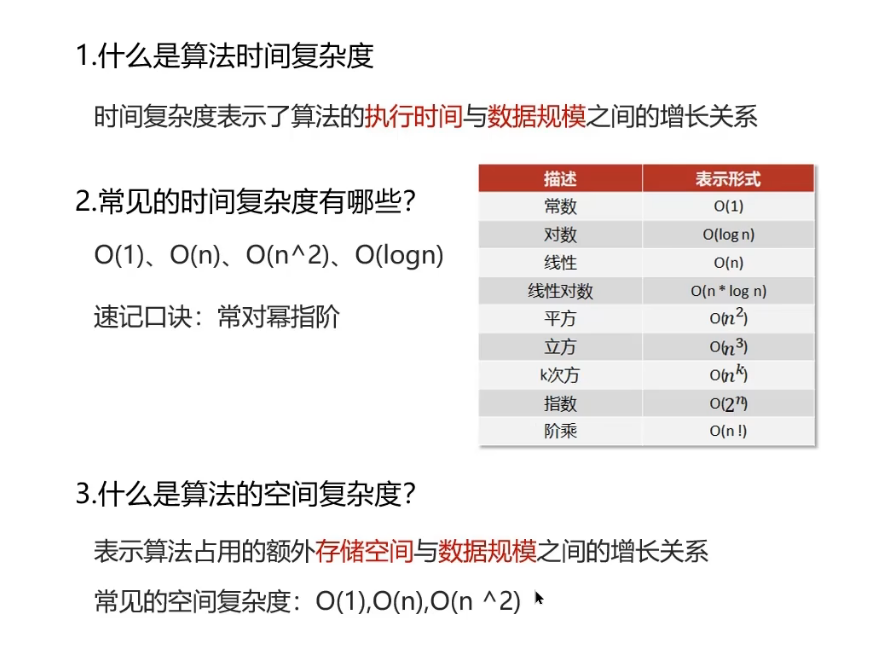 1.什么是算法时间复杂度
时间复杂度表示了算法的执行时间与数据规模之间的增长关系
2.常见的时间复杂度有哪些?
O(1)、O(n)、O(n^2)、O(logn)
速记口诀：常对幂指阶
描述 表示形式
常数 O(1)
对数 O(log n)
线性 O(n)
线性对数 O(n * log n)
平方 O(n²)
立方 O(n³)
k次方 O(nᵏ)
指数 O(2ⁿ)
阶乘 O(n !)
3.什么是算法的空间复杂度?
表示算法占用的额外存储空间与数据规模之间的增长关系
常见的空间复杂度：O(1),O(n),O(n ^2)